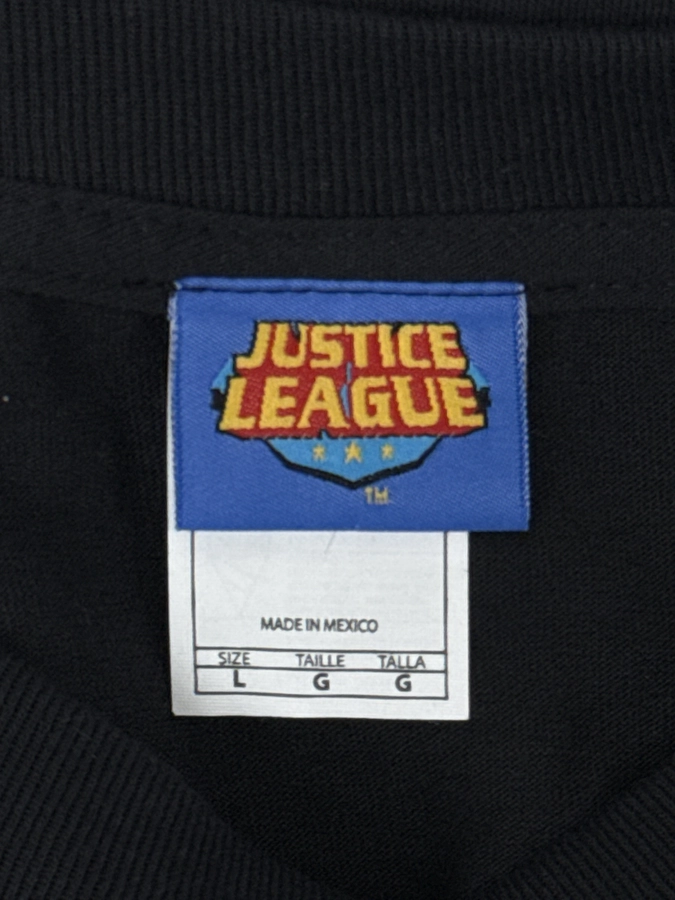 JUSTICE
LEAGUE
TM
MADE IN MEXICO
SIZE TAILLE TALLA
L G G